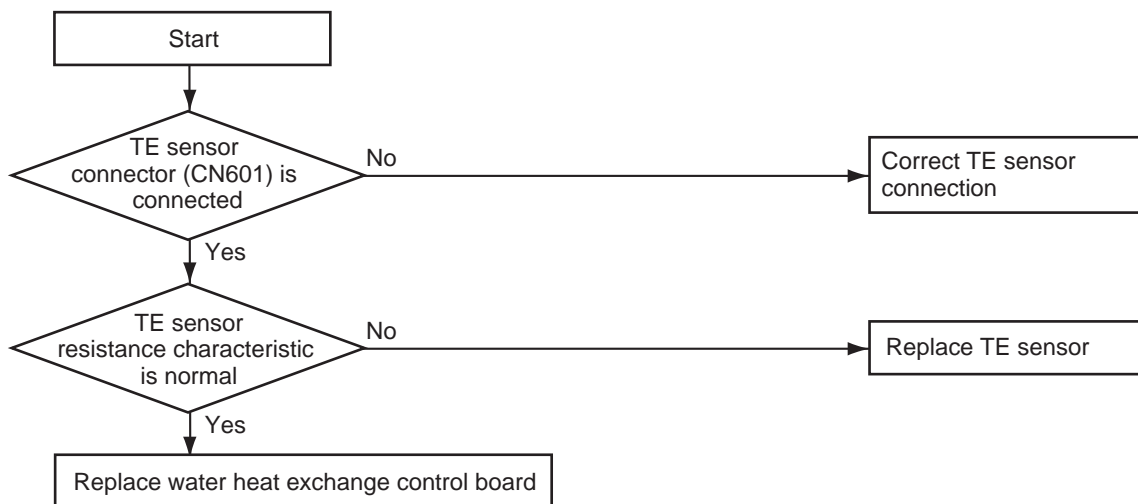 Start
TE sensor
connector (CN601) is
connected
No
Correct TE sensor
connection
Yes
TE sensor
resistance characteristic
is normal
No
Replace TE sensor
Yes
Replace water heat exchange control board